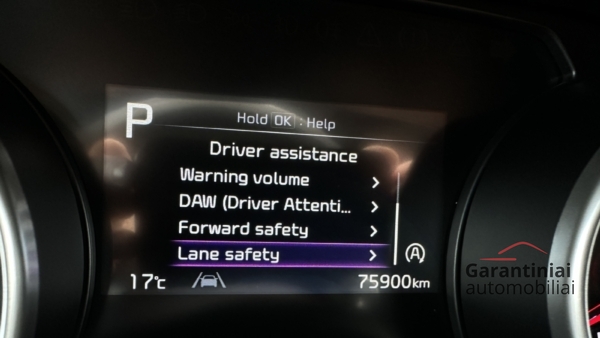 P
Hold OK : Help
Driver assistance
Warning volume
DAW (Driver Attenti...
Forward safety
Lane safety
A
17°C
75900km
Garantiniai
automobiliai